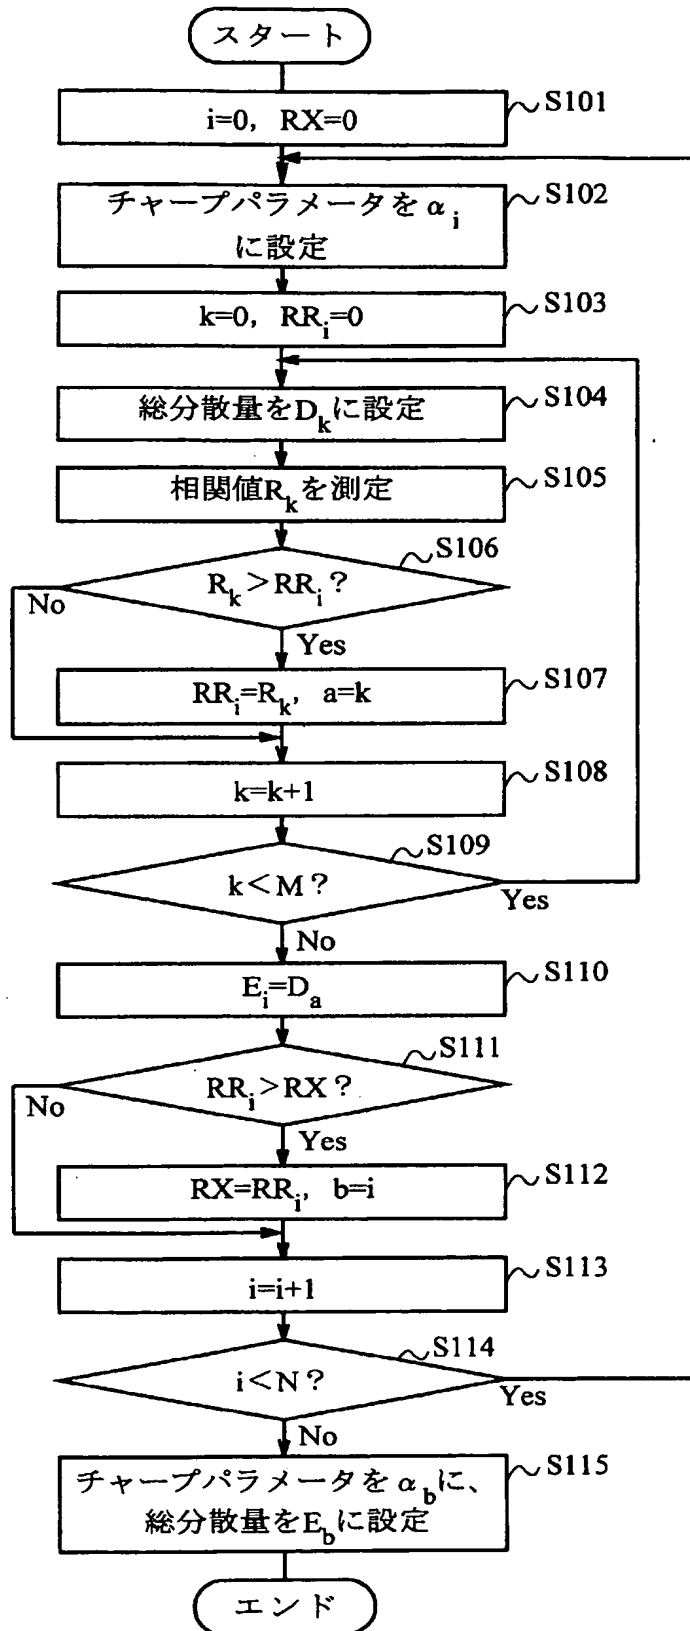 スタート
i=0, RX=0
S101
チャープパラメータをα_i
に設定
S102
k=0, RR_i=0
S103
総分散量をD_kに設定
S104
相関値R_kを測定
S105
S106
R_k>RR_i?
No
Yes
RR_i=R_k, a=k
S107
k=k+1
S108
S109
k<M?
Yes
No
E_i=D_a
S110
S111
RR_i>RX?
No
Yes
RX=RR_i, b=i
S112
i=i+1
S113
S114
i<N?
Yes
No
チャープパラメータをα_bに、
総分散量をE_bに設定
S115
エンド